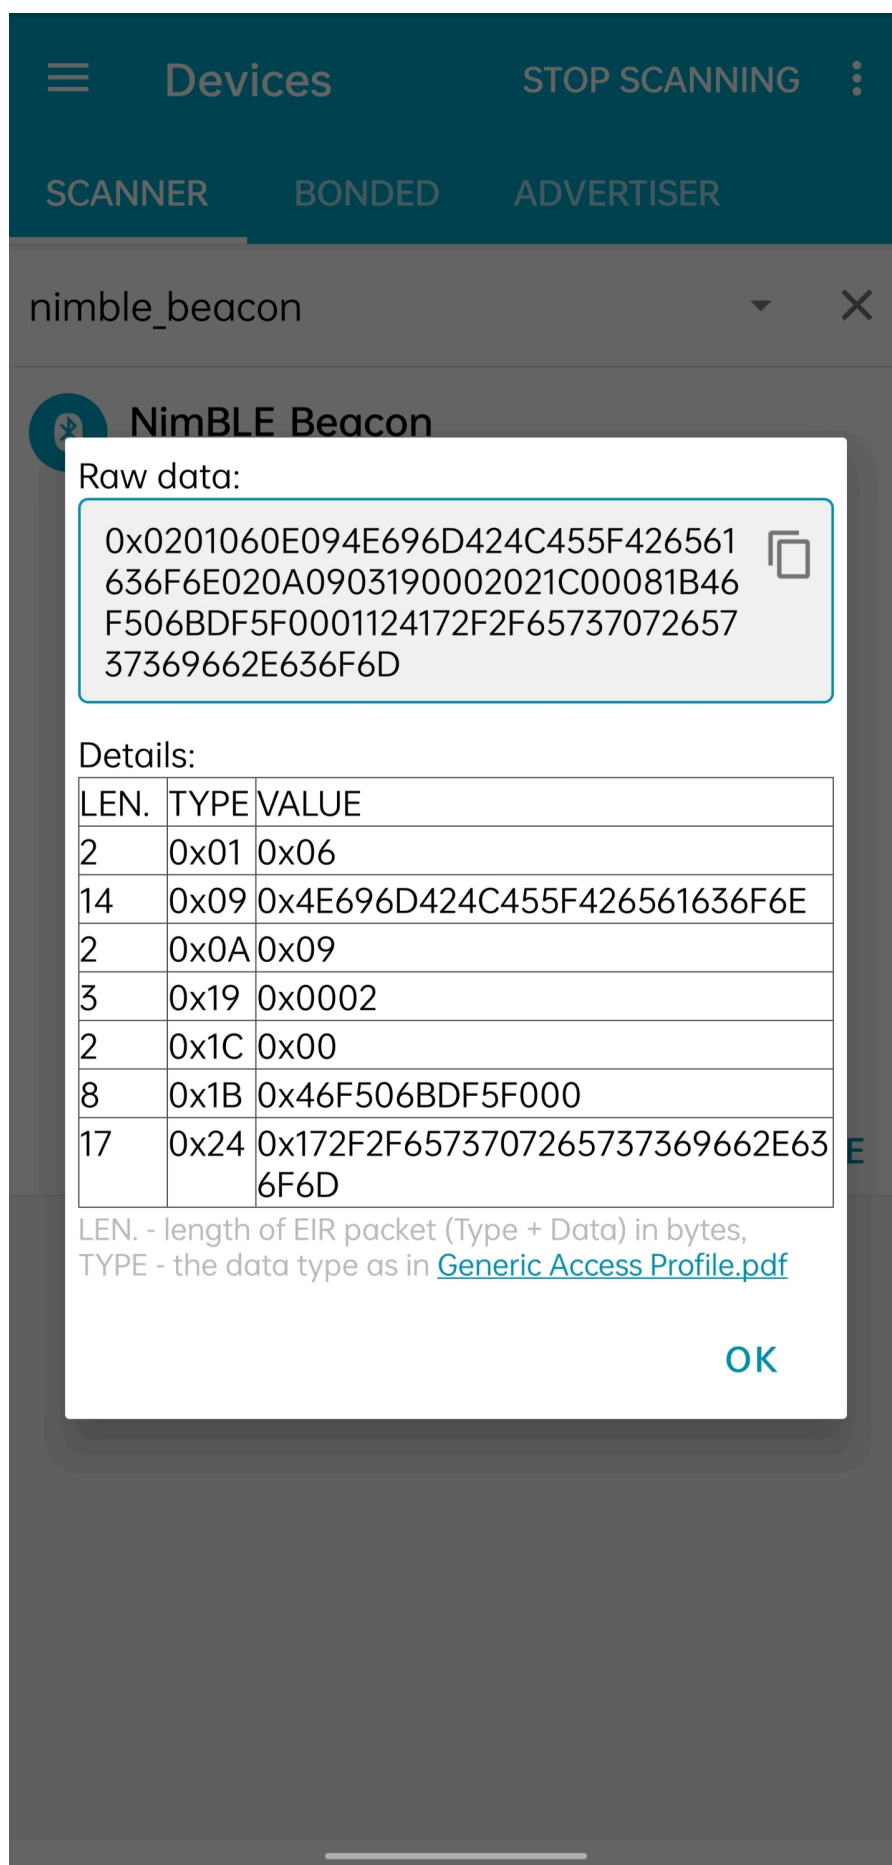 Devices STOP SCANNING
SCANNER BONDED ADVERTISER
nimble_beacon
NimBLE Beacon
Raw data:
0x0201060E094E696D424C455F426561
636F6E020A0903190002021C00081B46
F506BDF5F0001124172F2F6573707265
737369662E636F6D
Details:
LEN. TYPE VALUE
2 0x01 0x06
14 0x09 0x4E696D424C455F426561636F6E
2 0x0A 0x09
3 0x19 0x0002
2 0x1C 0x00
8 0x1B 0x46F506BDF5F000
17 0x24 0x172F2F6573707265737369662E63
6F6D
E
LEN. - length of EIR packet (Type + Data) in bytes,
TYPE - the data type as in Generic Access Profile.pdf
OK